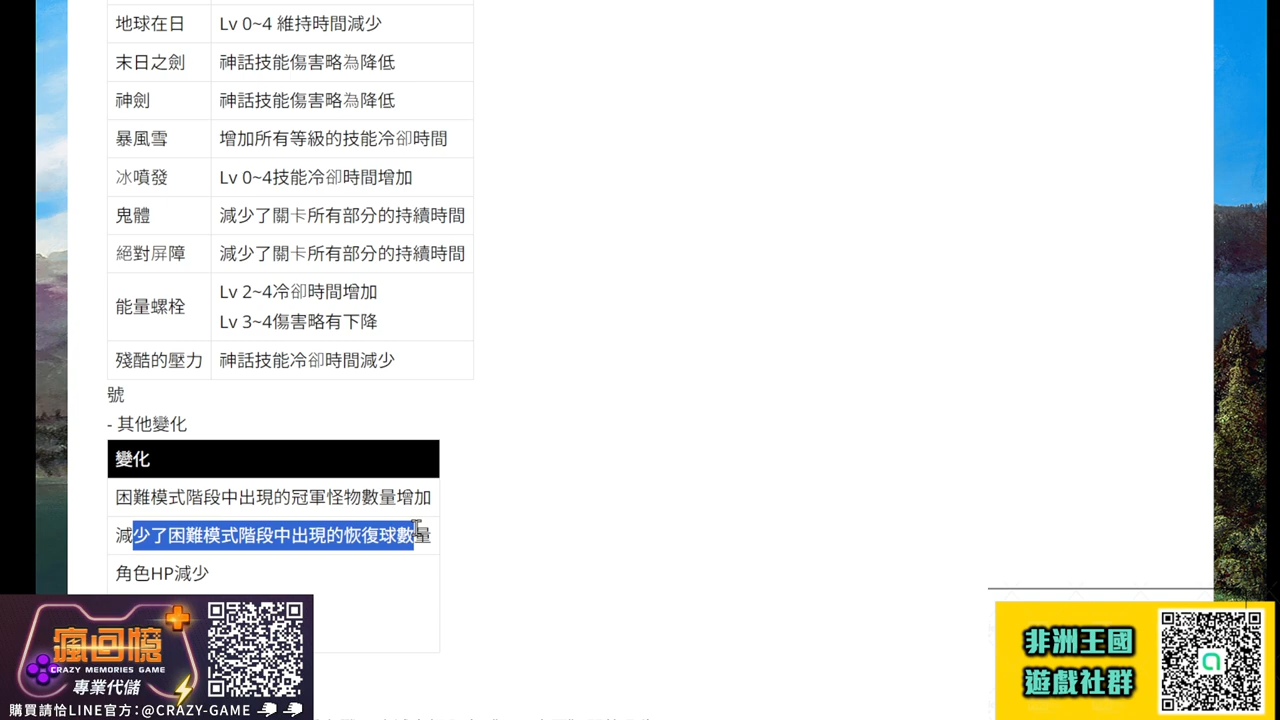 地球在日 Lv 0~4 維持時間減少
末日之劍 神話技能傷害略為降低
神劍 神話技能傷害略為降低
暴風雪 增加所有等級的技能冷卻時間
冰噴發 Lv 0~4技能冷卻時間增加
鬼體 減少了關卡所有部分的持續時間
絕對屏障 減少了關卡所有部分的持續時間
能量螺栓 Lv 2~4冷卻時間增加
Lv 3~4傷害略有下降
殘酷的壓力 神話技能冷卻時間減少
號
- 其他變化
變化
困難模式階段中出現的冠軍怪物數量增加
減少了困難模式階段中出現的恢復球數量
角色HP減少
瘋回憶
CRAZY MEMORIES GAME
專業代儲
購買請恰LINE官方:@CRAZY-GAME
非洲王國
遊戲社群